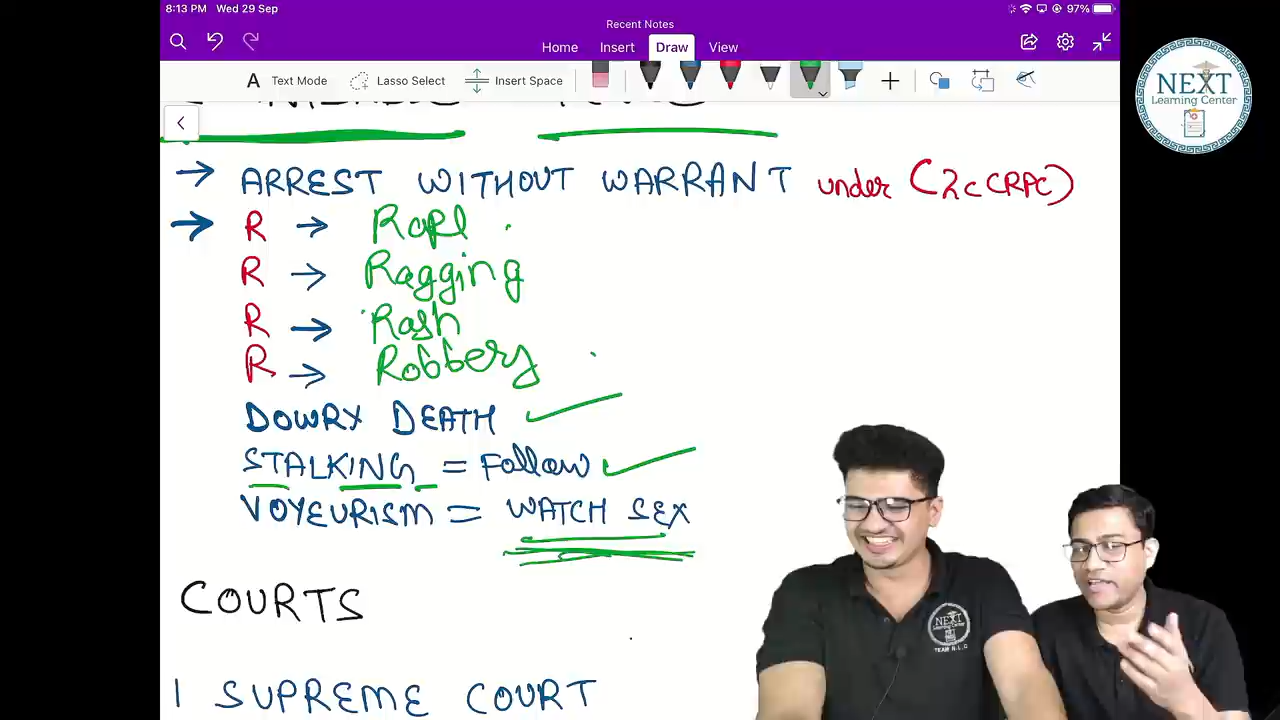 8:13 PM Wed 29 Sep
97%
Recent Notes
Home Insert Draw View
Text Mode Lasso Select Insert Space
NEXT
Learning Center
→ ARREST WITHOUT WARRANT under (2c CRPC)
→ R → Rape
R → Ragging
R → Rash
R → Robbery
DOWRY DEATH
STALKING = Follow
VOYEURISM = WATCH SEX
COURTS
1 SUPREME COURT
NEXT
TEAM N.L.C